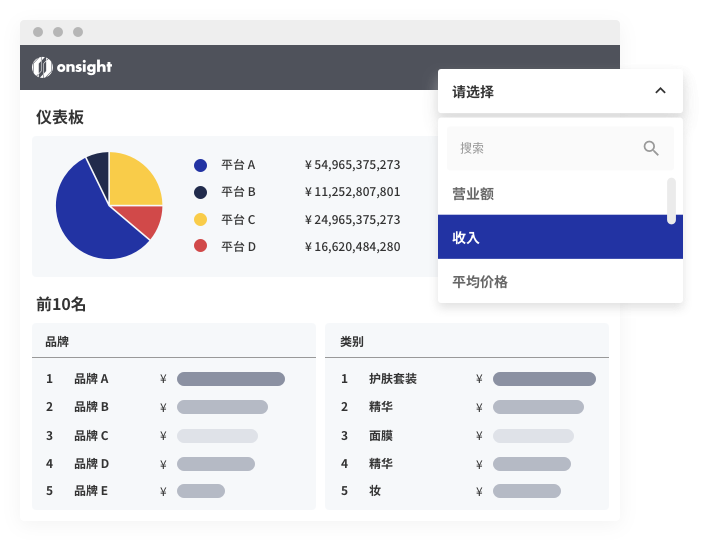 onsight
请选择
仪表板
搜索
平台 A ¥ 54,965,375,273
营业额
平台 B ¥ 11,252,807,801
平台 C ¥ 24,965,375,273
收入
平台 D ¥ 16,620,484,280
平均价格
前10名
品牌
1 品牌 A ¥
2 品牌 B ¥
3 品牌 C ¥
4 品牌 D ¥
5 品牌 E ¥
类别
1 护肤套装 ¥
2 精华 ¥
3 面膜 ¥
4 精华 ¥
5 妆 ¥